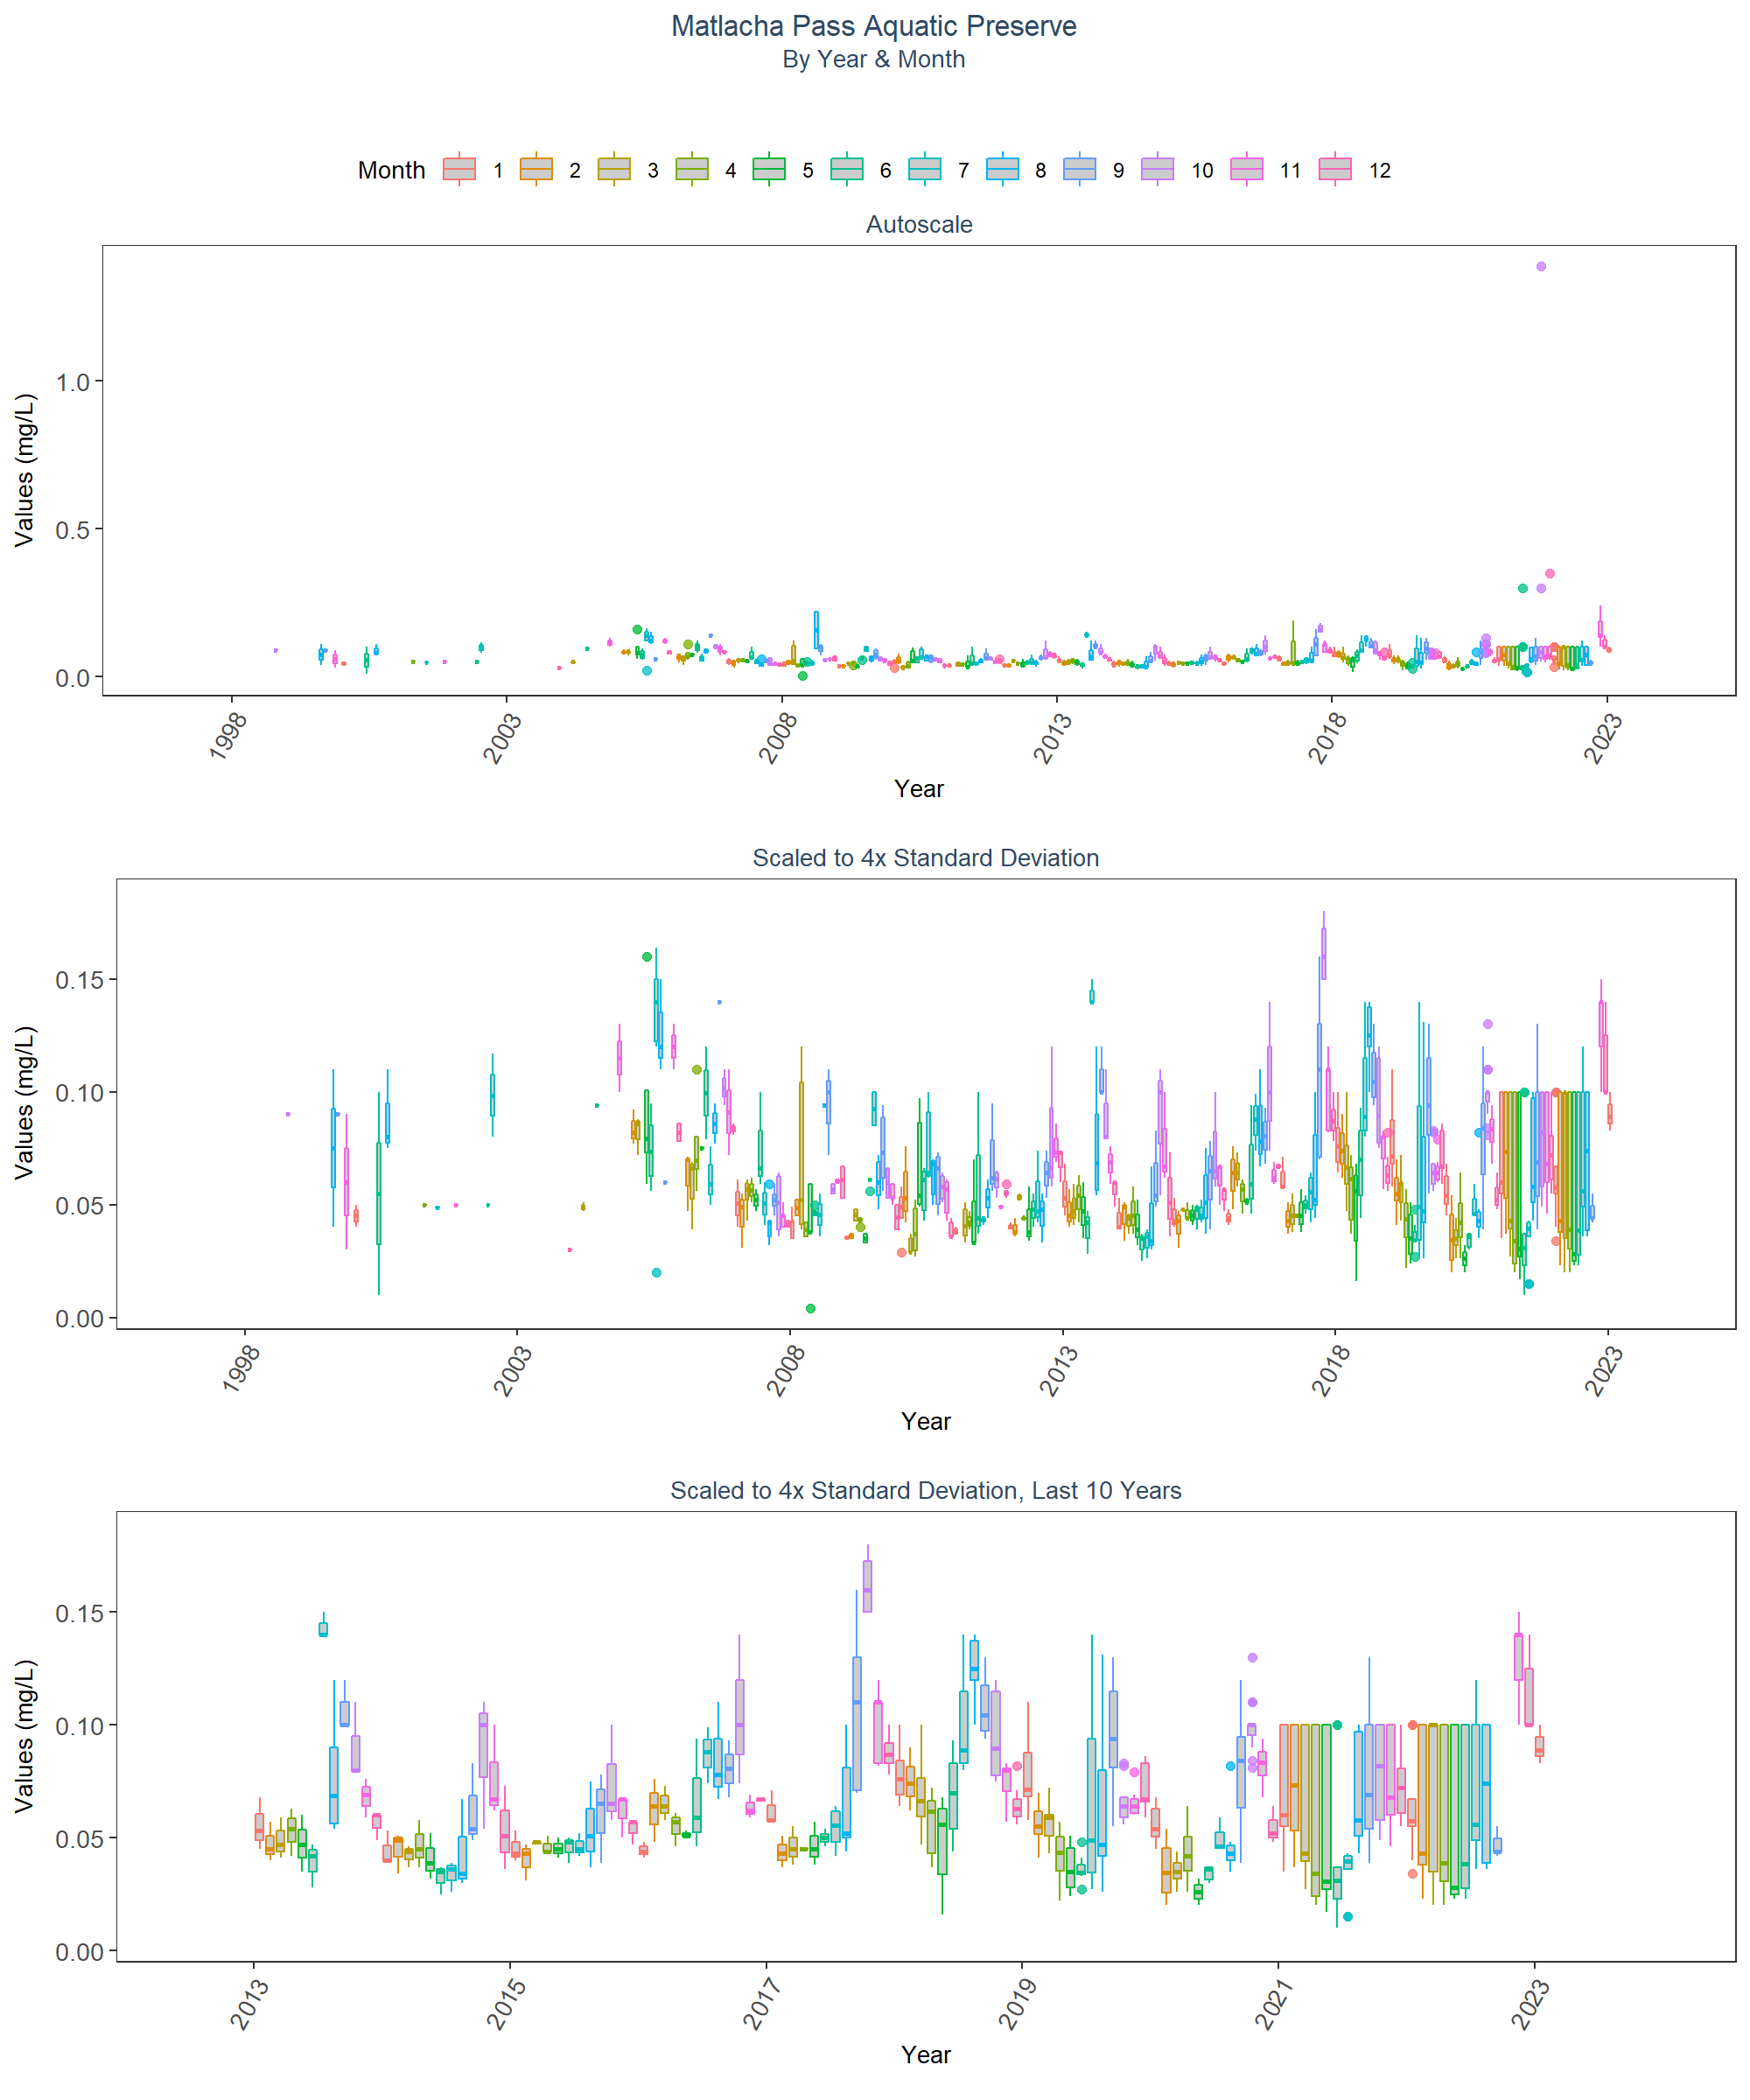 Matlacha Pass Aquatic Preserve
By Year & Month
Month 1 2 3 4 5 6 7 8 9 10 11 12
Autoscale
Values (mg/L)
1.0
0.5
0.0
1998 2003 2008 2013 2018 2023
Year
Scaled to 4x Standard Deviation
Values (mg/L)
0.15
0.10
0.05
0.00
1998 2003 2008 2013 2018 2023
Year
Scaled to 4x Standard Deviation, Last 10 Years
Values (mg/L)
0.15
0.10
0.05
0.00
2013 2015 2017 2019 2021 2023
Year